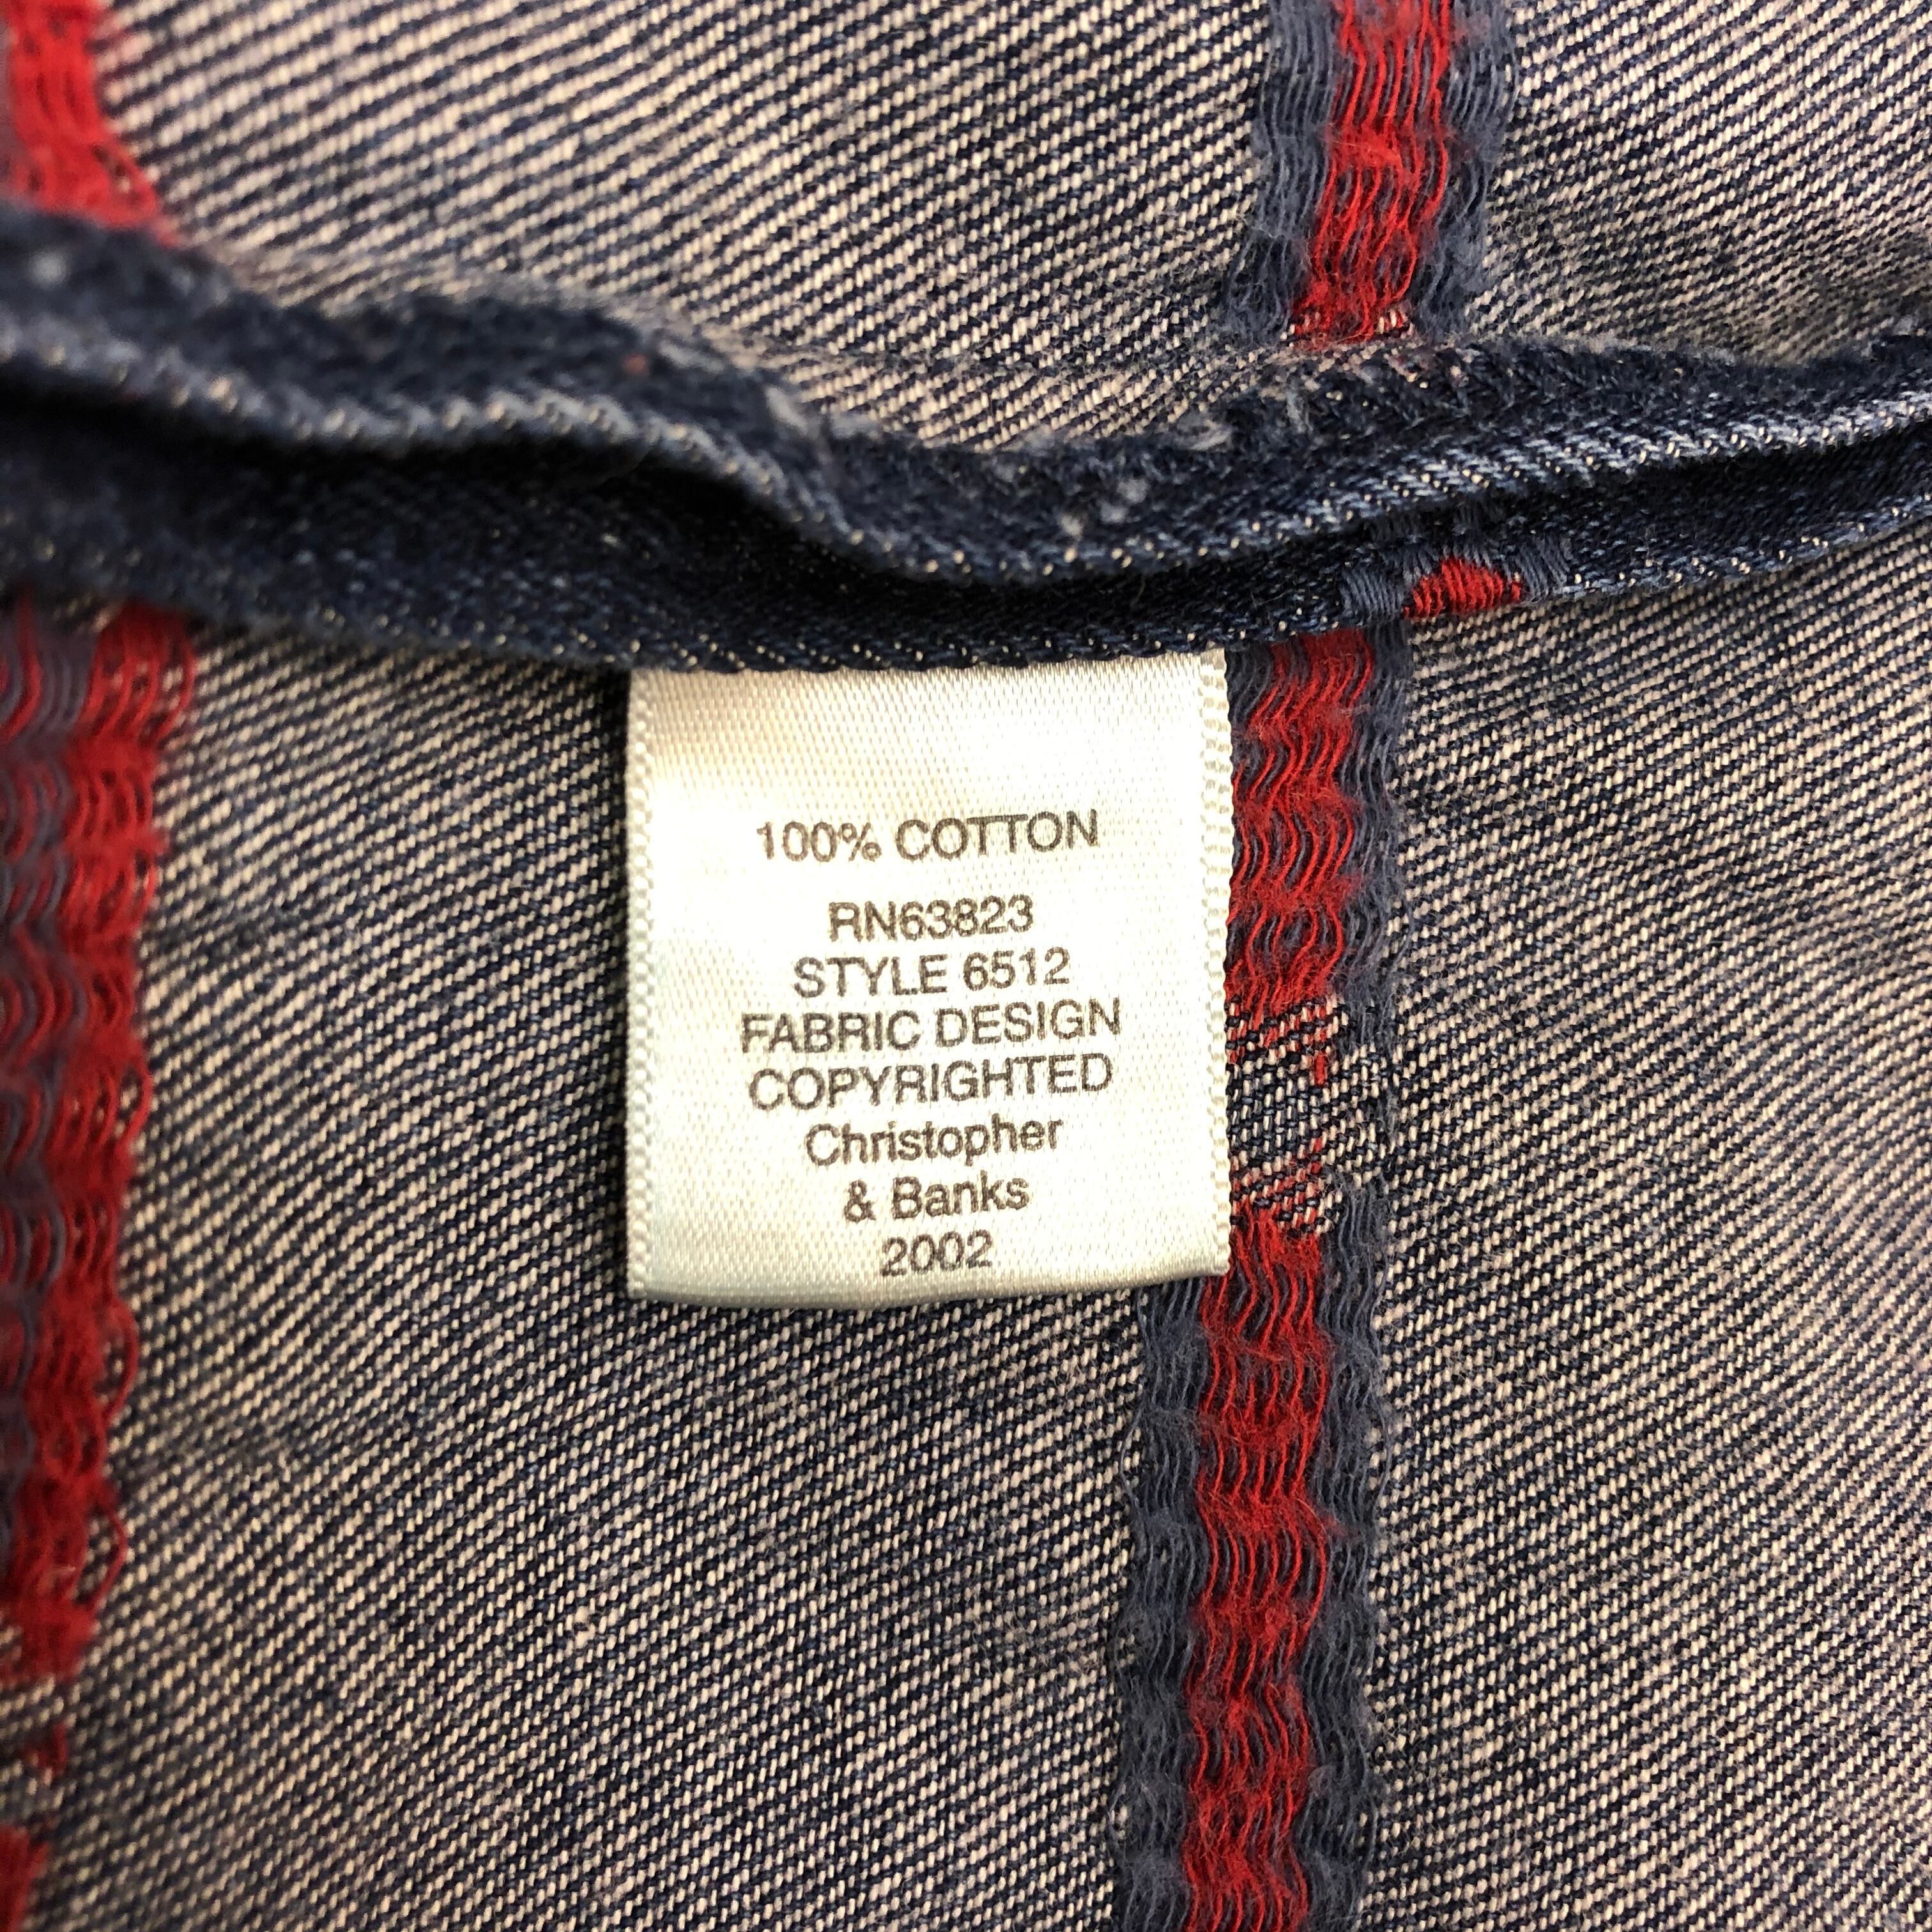 100% COTTON
RN63823
STYLE 6512
FABRIC DESIGN
COPYRIGHTED
Christopher
& Banks
2002